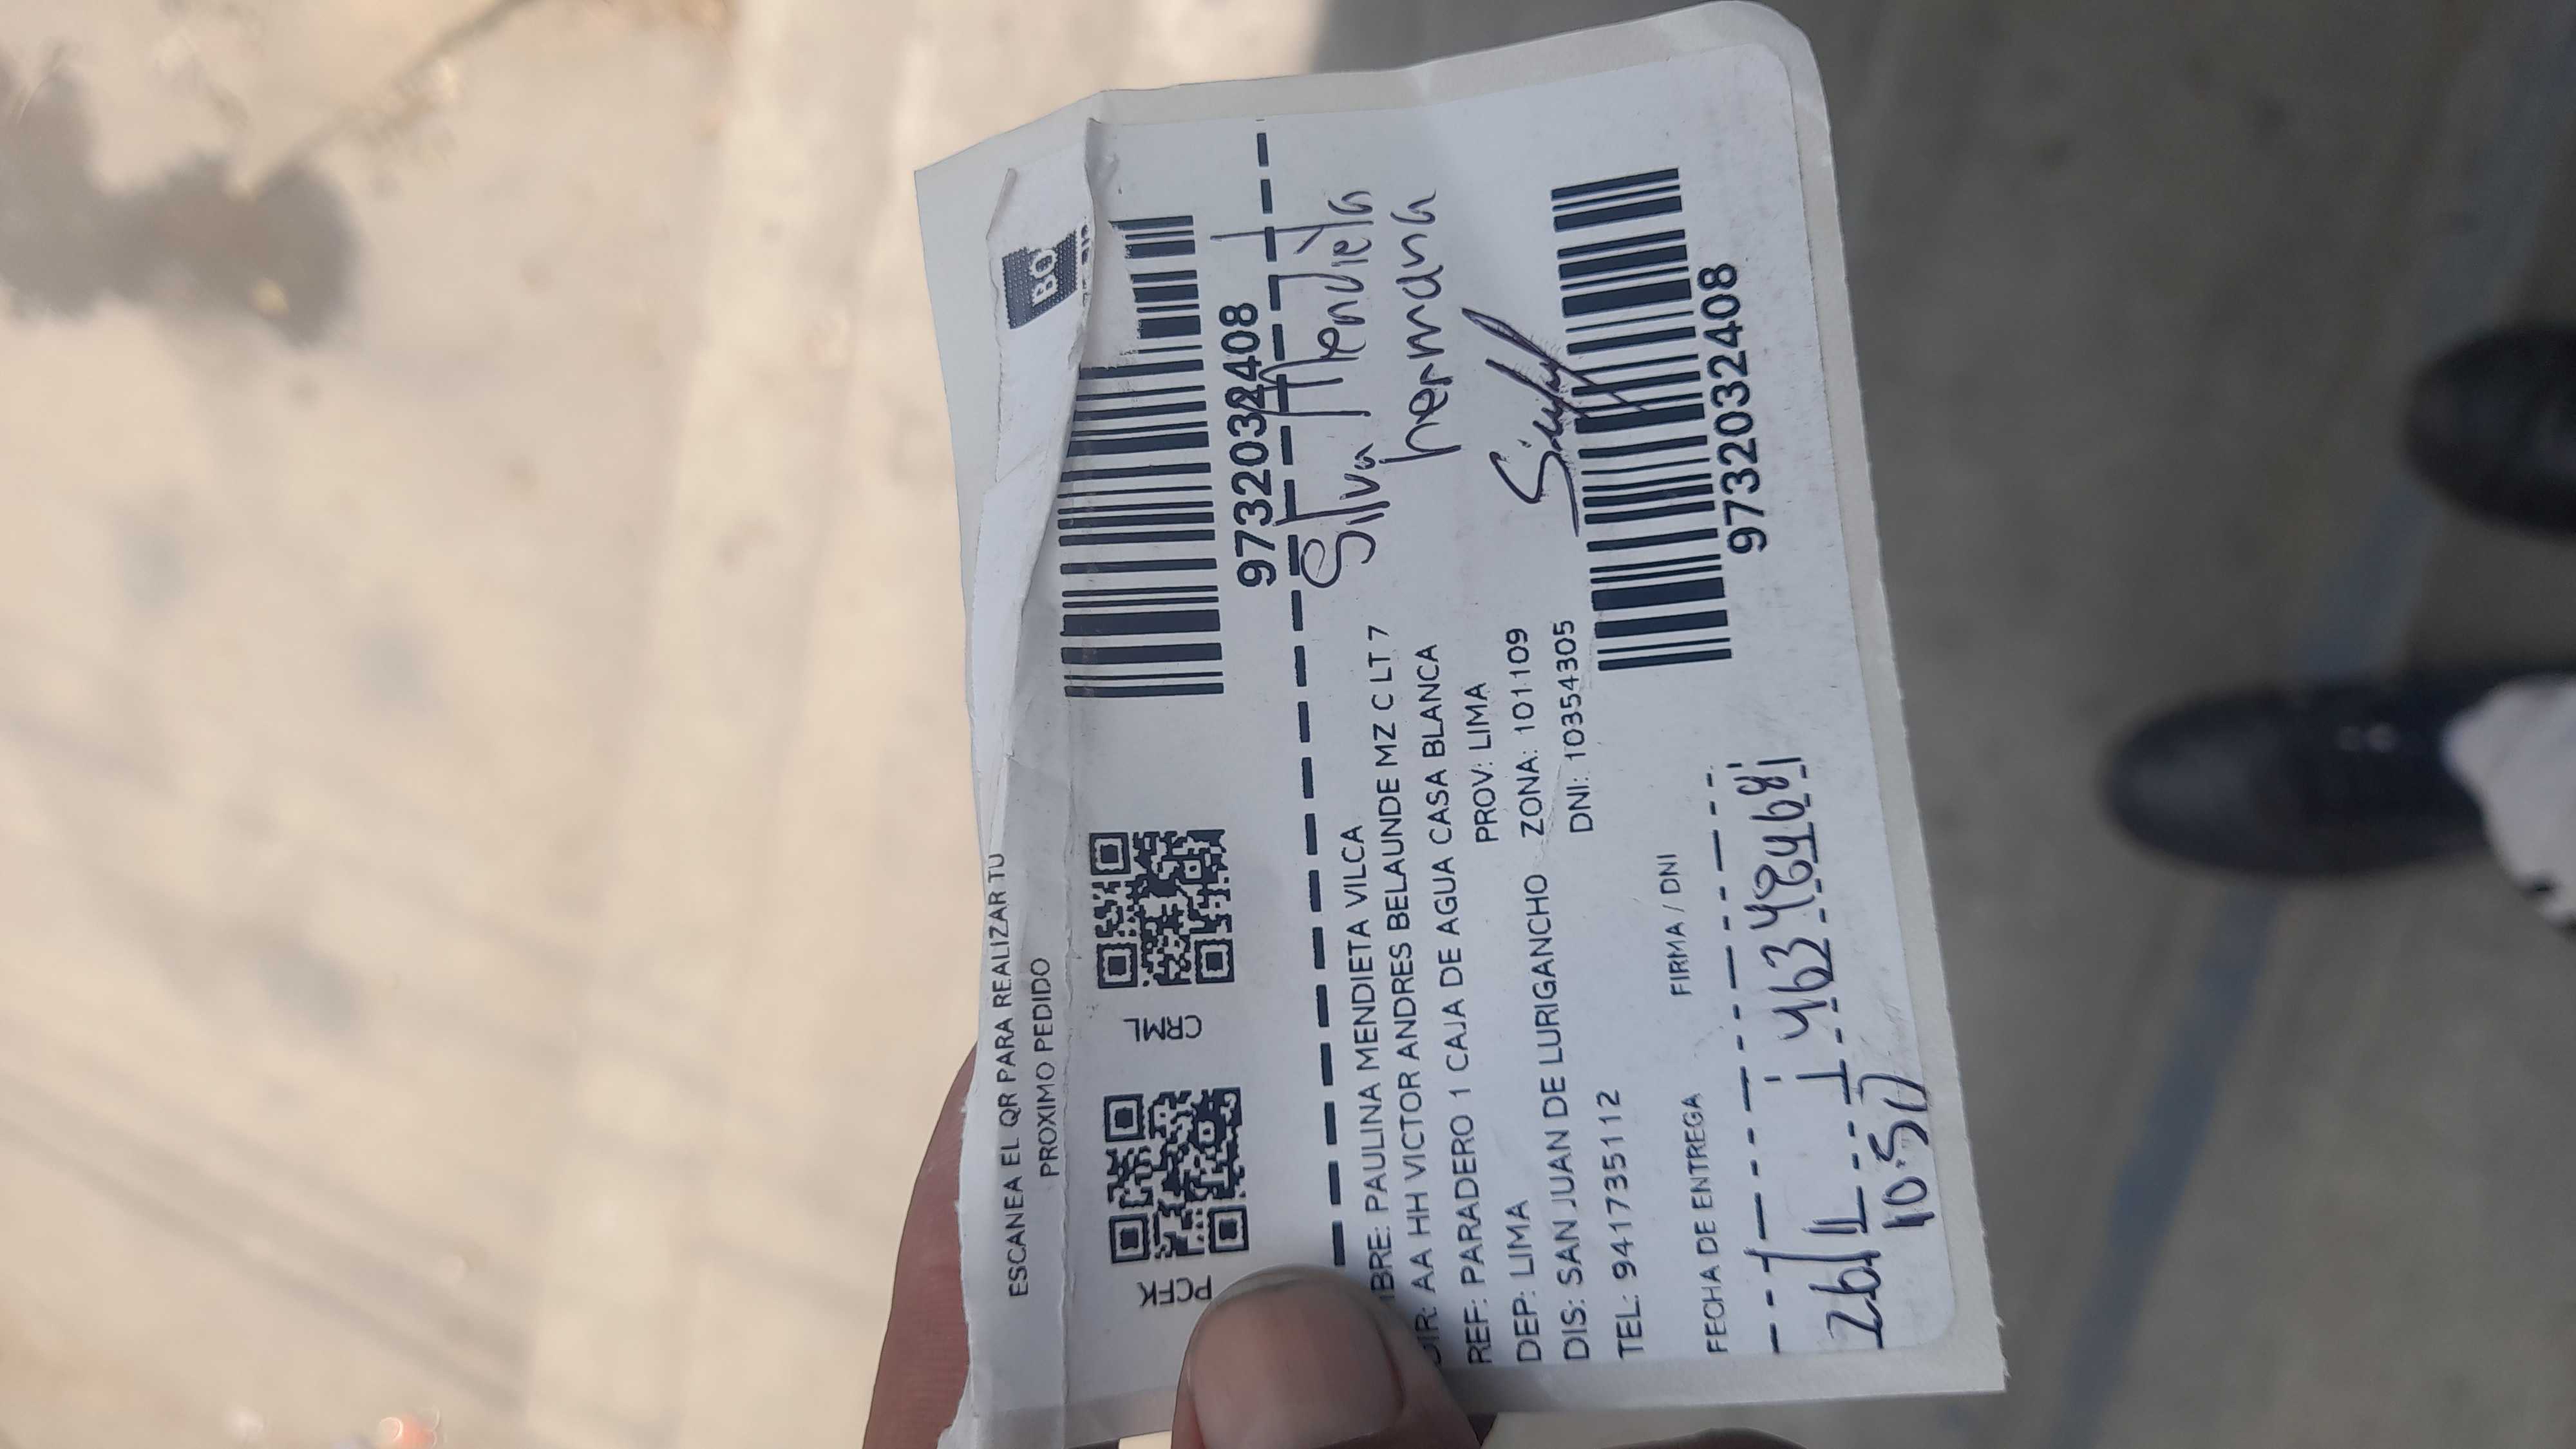 ESCANEA EL QR PARA REALIZAR TU
PROXIMO PEDIDO
BO
PCFK
CRML
9732032408
Silva Mendieta
hermana
BRE: PAULINA MENDIETA VILCA
DIR: AA HH VICTOR ANDRES BELAUNDE MZ C LT 7
REF: PARADERO 1 CAJA DE AGUA CASA BLANCA
DEP: LIMA PROV: LIMA
DIS: SAN JUAN DE LURIGANCHO ZONA: 101109
TEL: 941735112 DNI: 10354305
9732032408
FECHA DE ENTREGA FIRMA / DNI
26/12 46348468
10:50